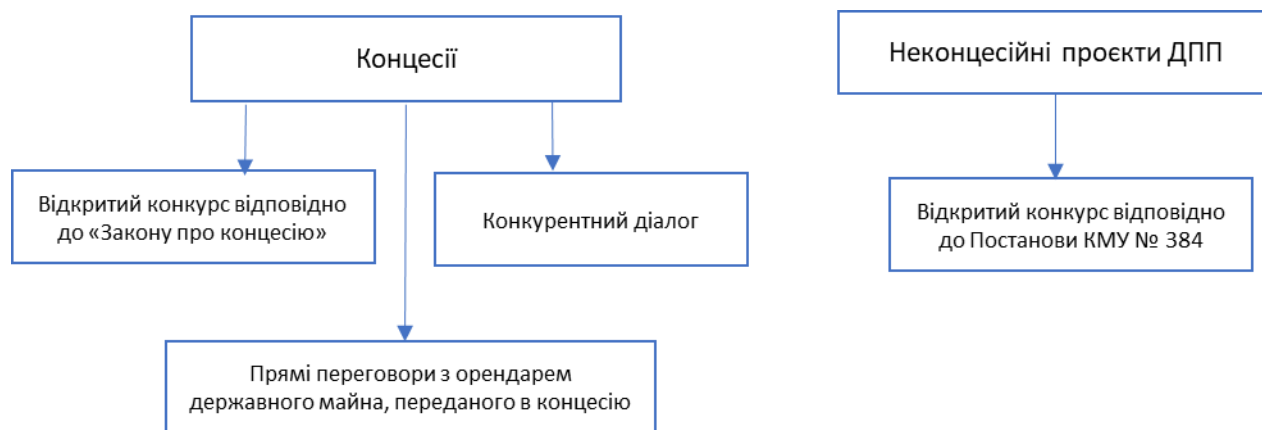 Концесії
Неконцесійні проєкти ДПП
Відкритий конкурс відповідно
до «Закону про концесію»
Конкурентний діалог
Відкритий конкурс відповідно
до Постанови КМУ № 384
Прямі переговори з орендарем
державного майна, переданого в концесію